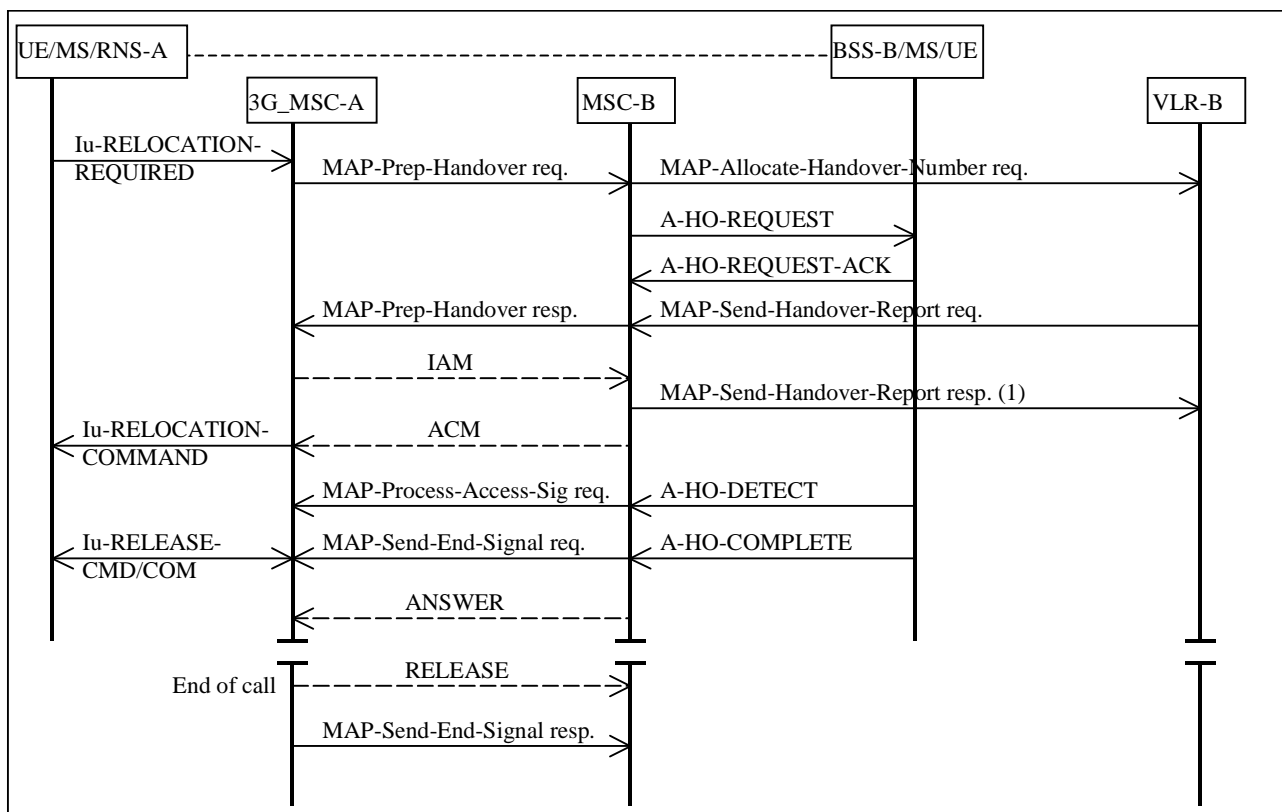 UE/MS/RNS-A
BSS-B/MS/UE
3G_MSC-A
MSC-B
VLR-B
Iu-RELOCATION-
REQUIRED
MAP-Prep-Handover req.
MAP-Allocate-Handover-Number req.
A-HO-REQUEST
A-HO-REQUEST-ACK
MAP-Prep-Handover resp.
MAP-Send-Handover-Report req.
IAM
MAP-Send-Handover-Report resp. (1)
Iu-RELOCATION-
COMMAND
ACM
MAP-Process-Access-Sig req.
A-HO-DETECT
Iu-RELEASE-
CMD/COM
MAP-Send-End-Signal req.
A-HO-COMPLETE
ANSWER
End of call
RELEASE
MAP-Send-End-Signal resp.